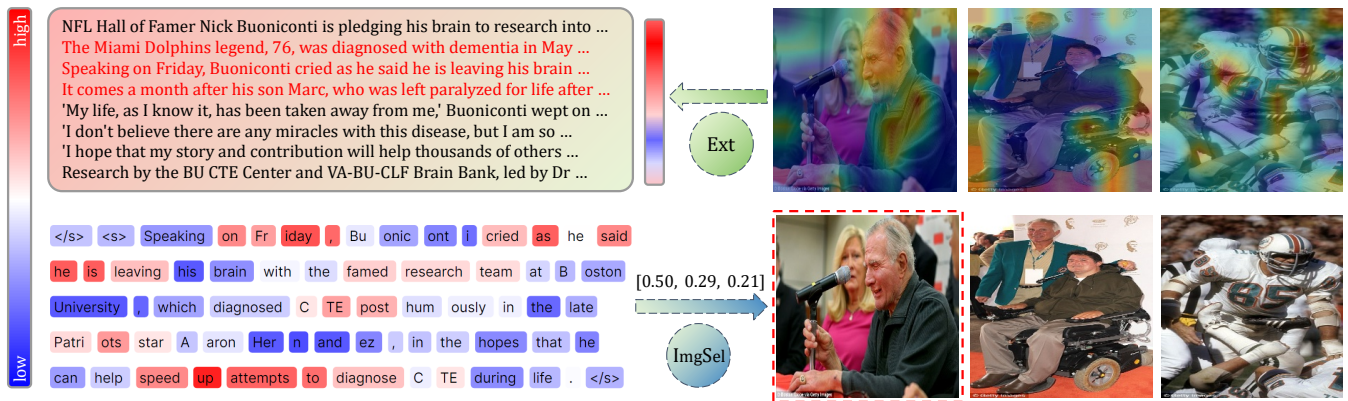 high
low
NFL Hall of Famer Nick Buoniconti is pledging his brain to research into ...
The Miami Dolphins legend, 76, was diagnosed with dementia in May ...
Speaking on Friday, Buoniconti cried as he said he is leaving his brain ...
It comes a month after his son Marc, who was left paralyzed for life after ...
'My life, as I know it, has been taken away from me,' Buoniconti wept on ...
'I don't believe there are any miracles with this disease, but I am so ...
'I hope that my story and contribution will help thousands of others ...
Research by the BU CTE Center and VA-BU-CLF Brain Bank, led by Dr ...
Ext
</s> <s> Speaking on Fr iday , Bu onic ont i cried as he said
he is leaving his brain with the famed research team at B oston
University , which diagnosed C TE post hum ously in the late
Patri ots star A aron Her n and ez , in the hopes that he
can help speed up attempts to diagnose C TE during life . </s>
[0.50, 0.29, 0.21]
ImgSel
65